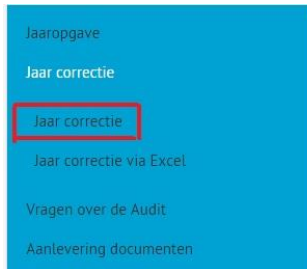 Jaaropgave
Jaar correctie
Jaar correctie
Jaar correctie via Excel
Vragen over de Audit
Aanlevering documenten